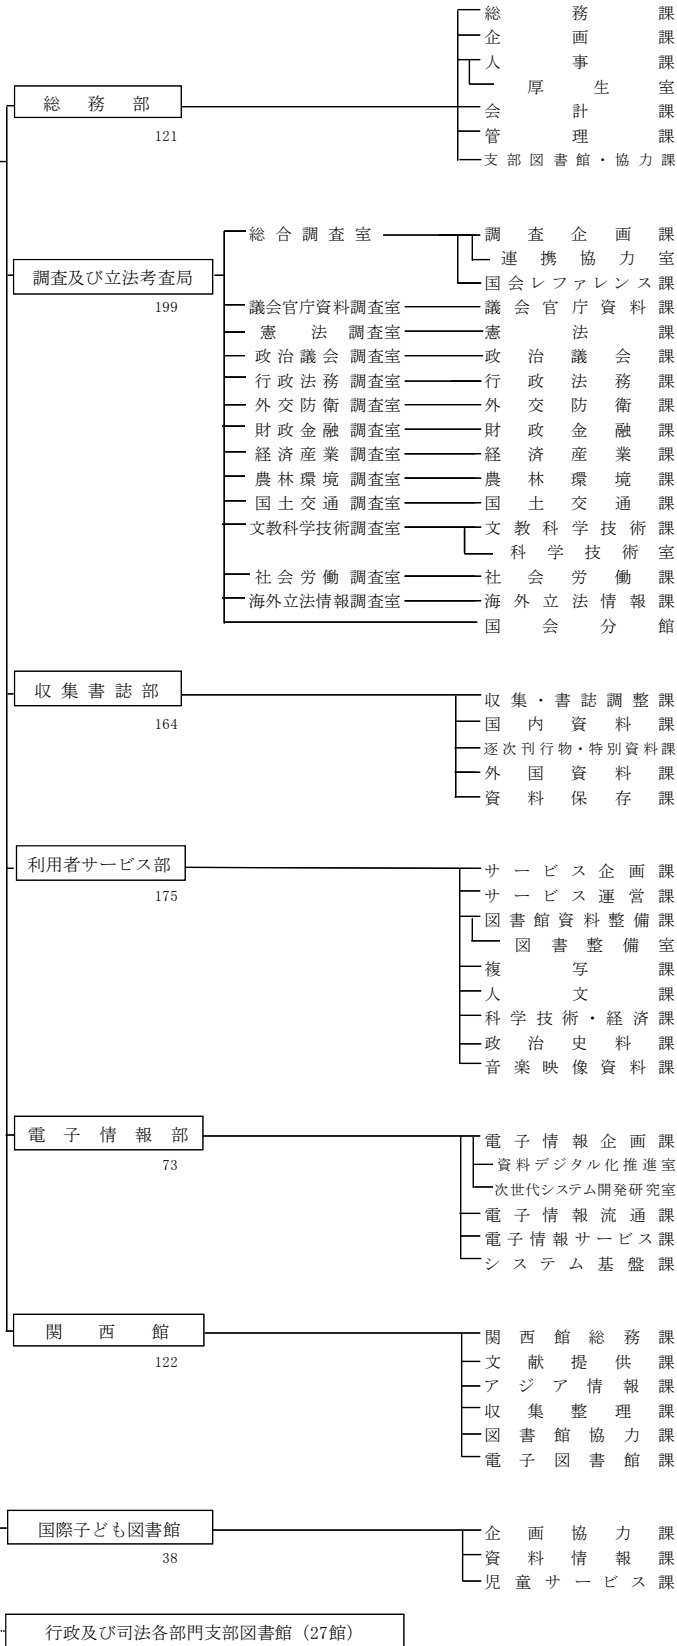 総務課
企画課
人事課
厚生室
総務部
会計課
121
管理課
支部図書館・協力課
総合調査室 調査企画課
連携協力室
調査及び立法考査局
国会レファレンス課
199
議会官庁資料調査室 議会官庁資料課
憲法調査室 憲法課
政治議会調査室 政治議会課
行政法務調査室 行政法務課
外交防衛調査室 外交防衛課
財政金融調査室 財政金融課
経済産業調査室 経済産業課
農林環境調査室 農林環境課
国土交通調査室 国土交通課
文教科学技術調査室 文教科学技術課
科学技術室
社会労働調査室 社会労働課
海外立法情報調査室 海外立法情報課
国会分館
収集書誌部
収集・書誌調整課
164
国内資料課
逐次刊行物・特別資料課
外国資料課
資料保存課
利用者サービス部
サービス企画課
175
サービス運営課
図書館資料整備課
図書整備室
複写課
人文課
科学技術・経済課
政治史料課
音楽映像資料課
電子情報部
電子情報企画課
73
資料デジタル化推進室
次世代システム開発研究室
電子情報流通課
電子情報サービス課
システム基盤課
関西館
関西館総務課
122
文献提供課
アジア情報課
収集整理課
図書館協力課
電子図書館課
国際子ども図書館
企画協力課
38
資料情報課
児童サービス課
行政及び司法各部門支部図書館(27館)